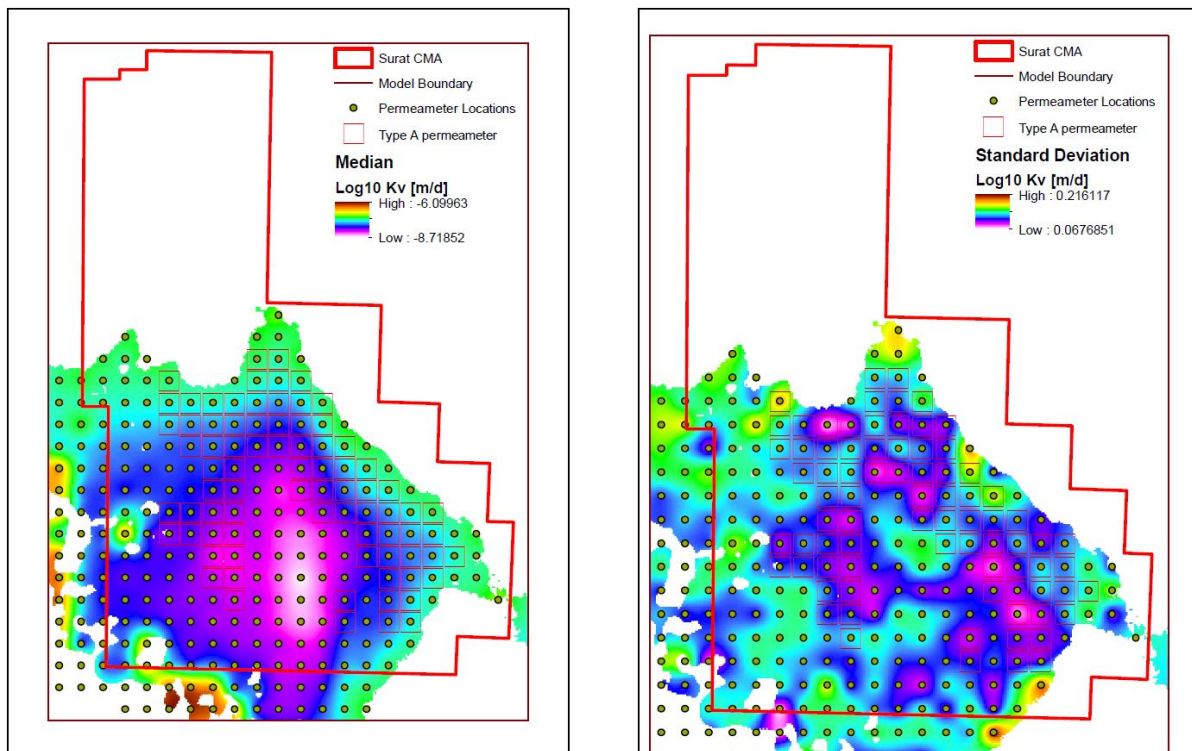 Surat CMA
Model Boundary
Permeameter Locations
Type A permeameter
Median
Log10 Kv [m/d]
High : -6.09963
Low : -8.71852
Surat CMA
Model Boundary
Permeameter Locations
Type A permeameter
Standard Deviation
Log10 Kv [m/d]
High : 0.216117
Low : 0.0676851